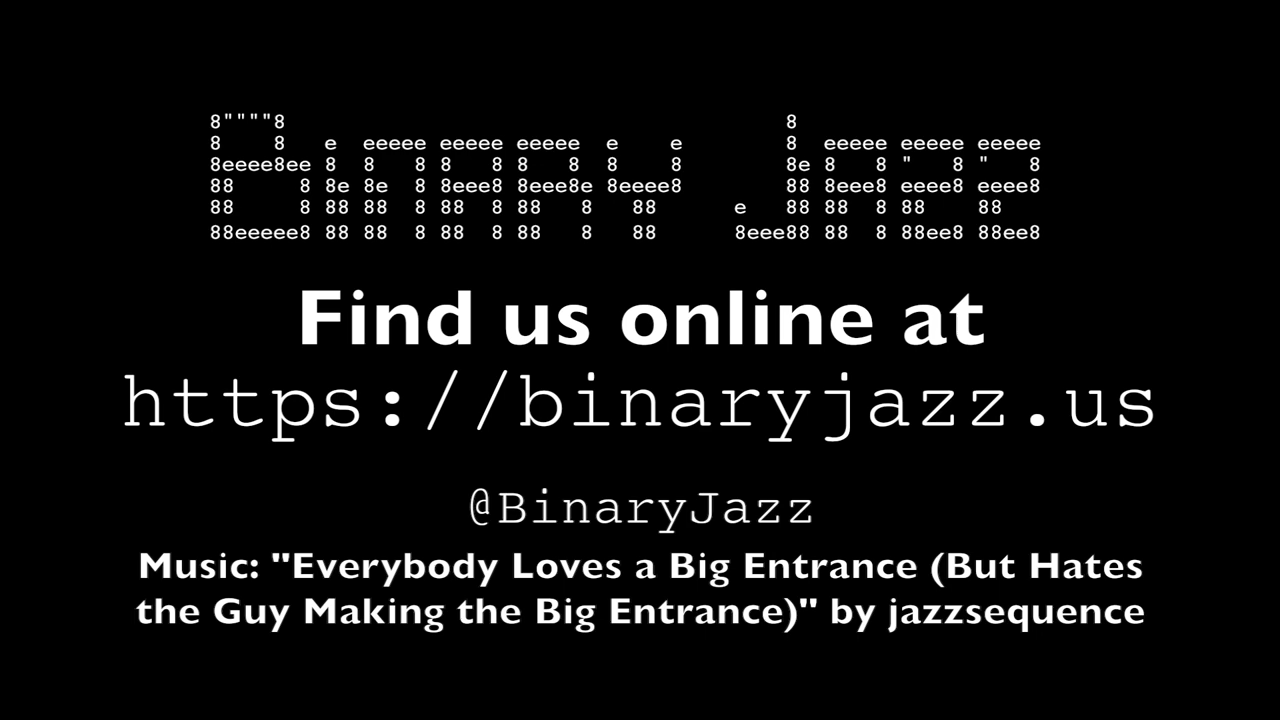 Binary Jazz
Find us online at
https://binaryjazz.us
@BinaryJazz
Music: "Everybody Loves a Big Entrance (But Hates
the Guy Making the Big Entrance)" by jazzsequence